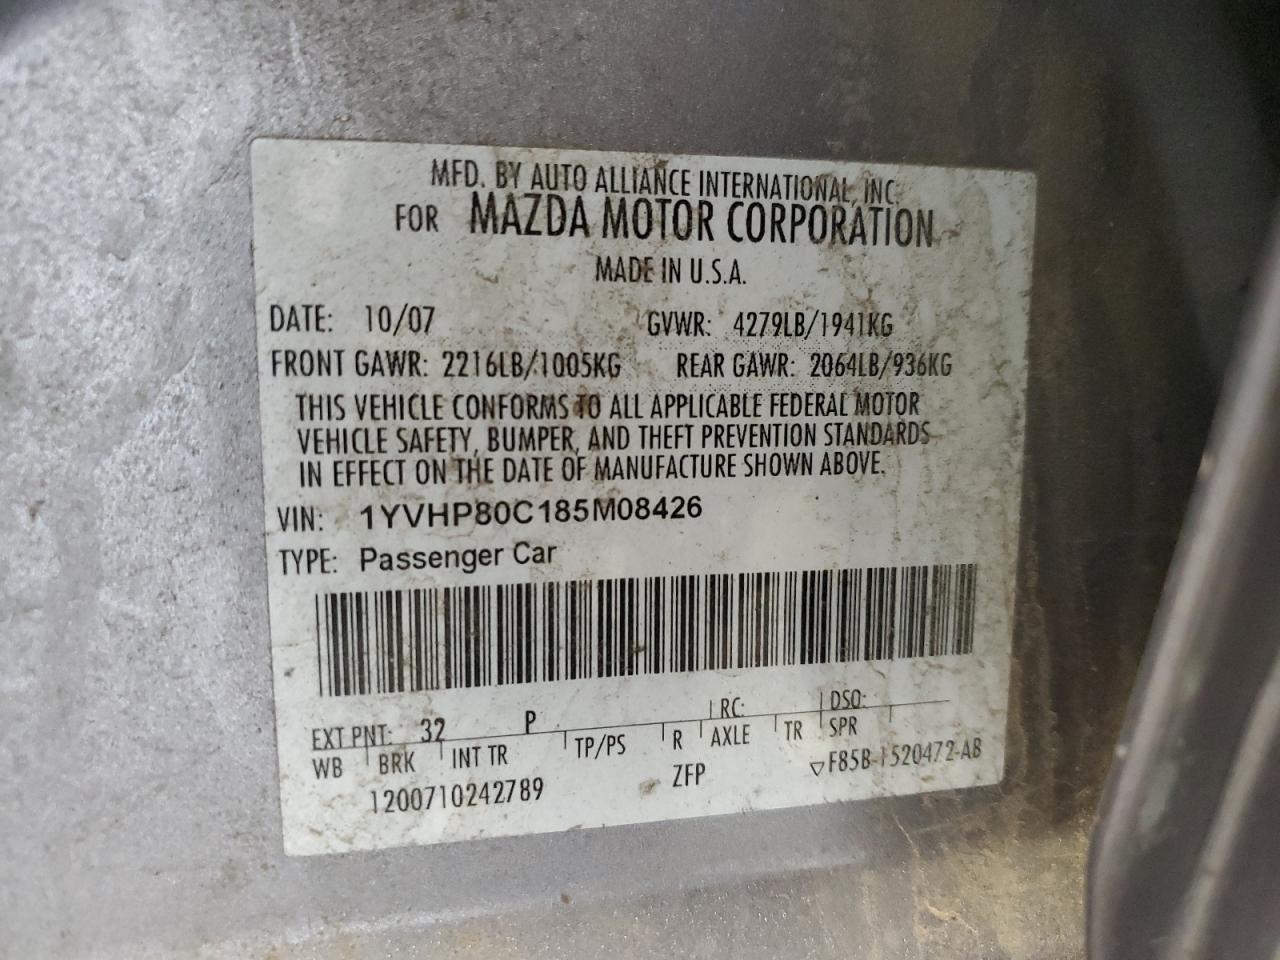 MFD. BY AUTO ALLIANCE INTERNATIONAL, INC.
FOR MAZDA MOTOR CORPORATION
MADE IN U.S.A.
DATE: 10/07 GVWR: 4279LB/1941KG
FRONT GAWR: 2216LB/1005KG REAR GAWR: 2064LB/936KG
THIS VEHICLE CONFORMS TO ALL APPLICABLE FEDERAL MOTOR
VEHICLE SAFETY, BUMPER, AND THEFT PREVENTION STANDARDS
IN EFFECT ON THE DATE OF MANUFACTURE SHOWN ABOVE.
VIN: 1YVHP80C185M08426
TYPE: Passenger Car
EXT PNT: 32 P RC: DSO:
WB BRK INT TR TP/PS R AXLE TR SPR
1200710242789 ZFP ▽F85B-1520472-AB